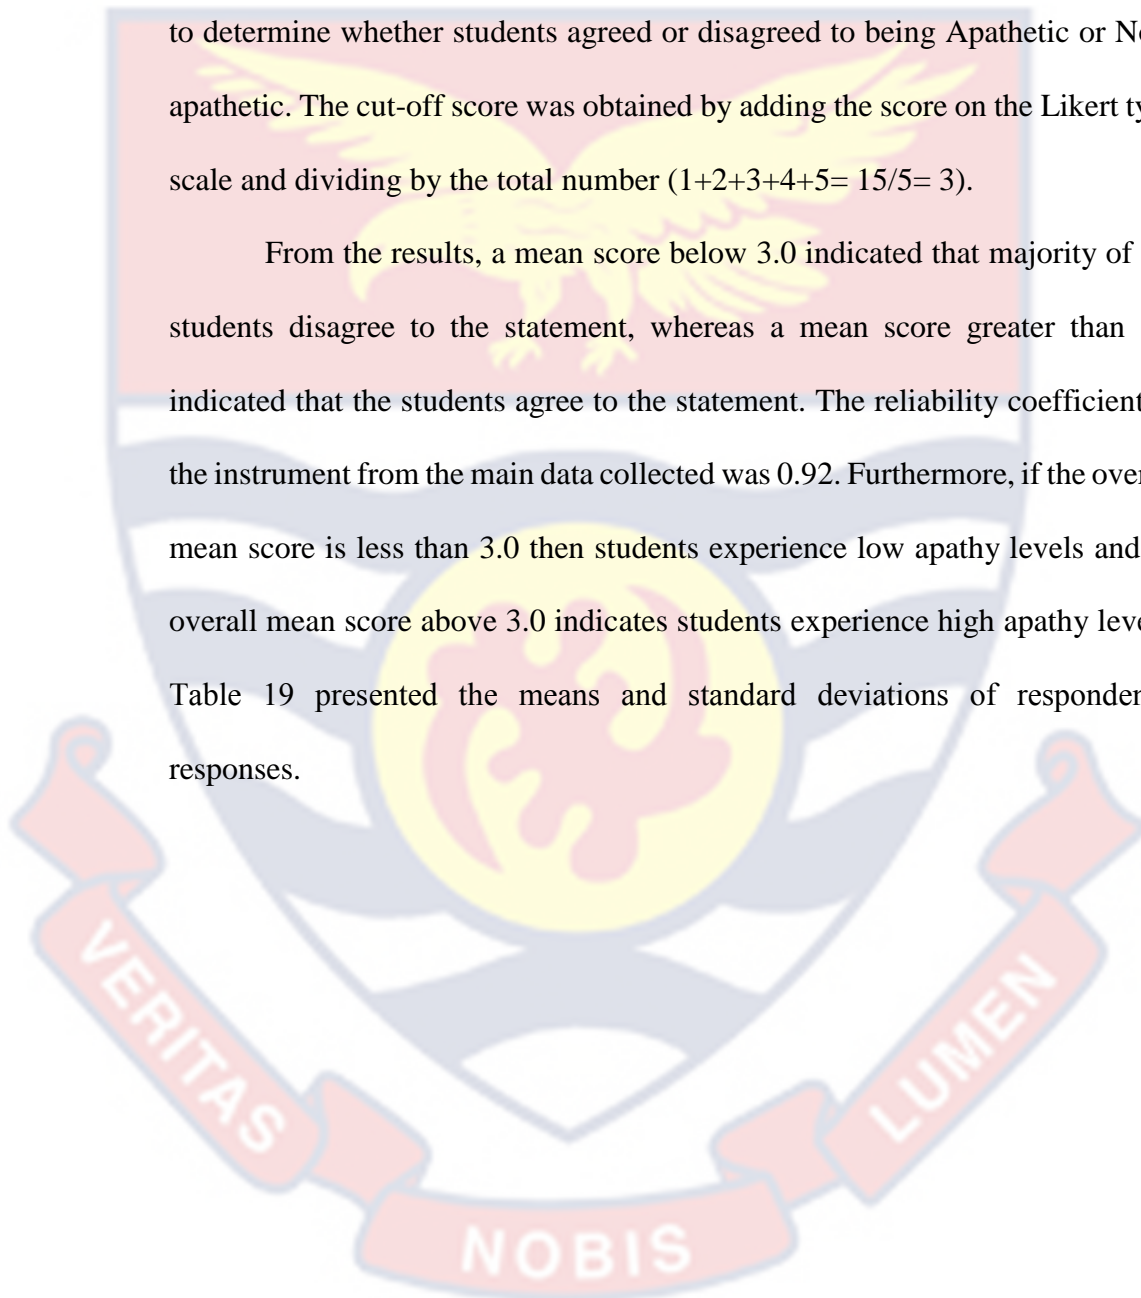 to determine whether students agreed or disagreed to being Apathetic or No
apathetic. The cut-off score was obtained by adding the score on the Likert ty
scale and dividing by the total number (1+2+3+4+5= 15/5= 3).
From the results, a mean score below 3.0 indicated that majority of
students disagree to the statement, whereas a mean score greater than
indicated that the students agree to the statement. The reliability coefficient
the instrument from the main data collected was 0.92. Furthermore, if the over
mean score is less than 3.0 then students experience low apathy levels and
overall mean score above 3.0 indicates students experience high apathy leve
Table 19 presented the means and standard deviations of responden
responses.
VERITAS
NOBIS
LUMEN